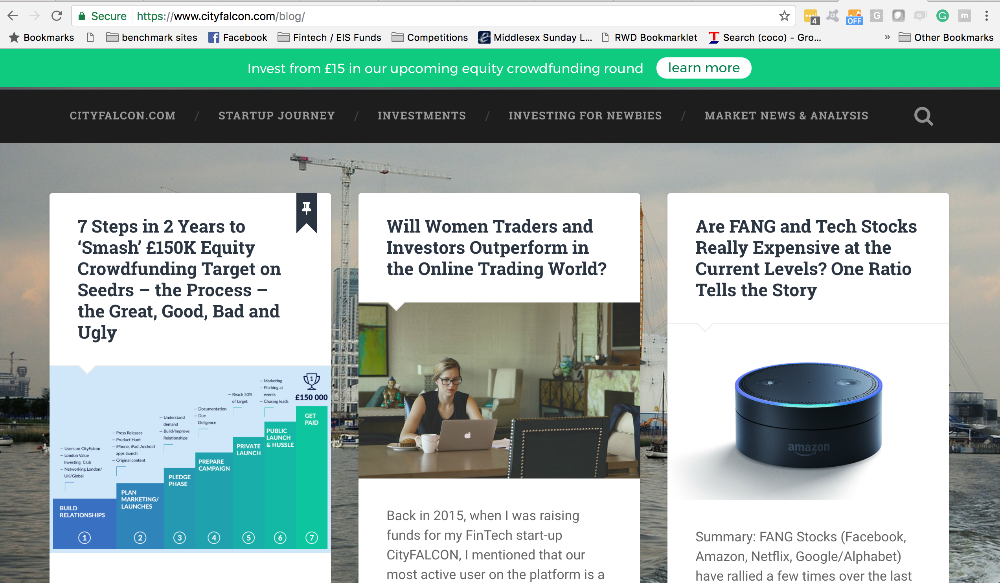 Secure https://www.cityfalcon.com/blog/
4
OFF
G
a
G
m
Bookmarks benchmark sites Facebook Fintech / EIS Funds Competitions Middlesex Sunday L... RWD Bookmarklet Search (coco) - Gro... » Other Bookmarks
Invest from £15 in our upcoming equity crowdfunding round learn more
CITYFALCON.COM / STARTUP JOURNEY / INVESTMENTS / INVESTING FOR NEWBIES / MARKET NEWS & ANALYSIS
7 Steps in 2 Years to
‘Smash’ £150K Equity
Crowdfunding Target on
Seedrs – the Process –
the Great, Good, Bad and
Ugly
1
£150 000
– Marketing
– Pitching at
events
– Chasing leads
– Reach 50%
of target
– Documentation
– Due
Deligence
– Understand
demand
– Build/Improve
Relationships
– Press Releases
– Pruduct Hunt
– iPhone, iPad, Android
apps launch
– Original content
– Users on CityFalcon
– London Value
Investing Club
– Networking London/
UK/Global
BUILD
RELATIONSHIPS
1
PLAN
MARKETING/
LAUNCHES
2
PLEDGE
PHASE
3
PREPARE
CAMPAIGN
4
PRIVATE
LAUNCH
5
PUBLIC
LAUNCH
& HUSSLE
6
GET
PAID
7
Will Women Traders and
Investors Outperform in
the Online Trading World?
Back in 2015, when I was raising
funds for my FinTech start-up
CityFALCON, I mentioned that our
most active user on the platform is a
Are FANG and Tech Stocks
Really Expensive at the
Current Levels? One Ratio
Tells the Story
amazon
Summary: FANG Stocks (Facebook,
Amazon, Netflix, Google/Alphabet)
have rallied a few times over the last